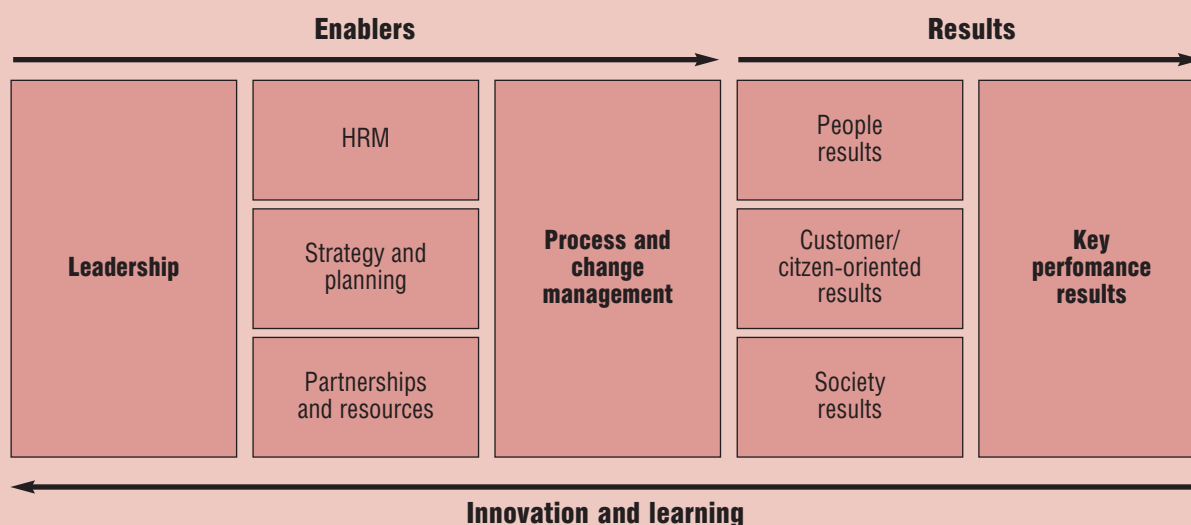 Enablers
Results
Leadership
HRM
Strategy and
planning
Partnerships
and resources
Process and
change
management
People
results
Customer/
citzen-oriented
results
Society
results
Key
perfomance
results
Innovation and learning